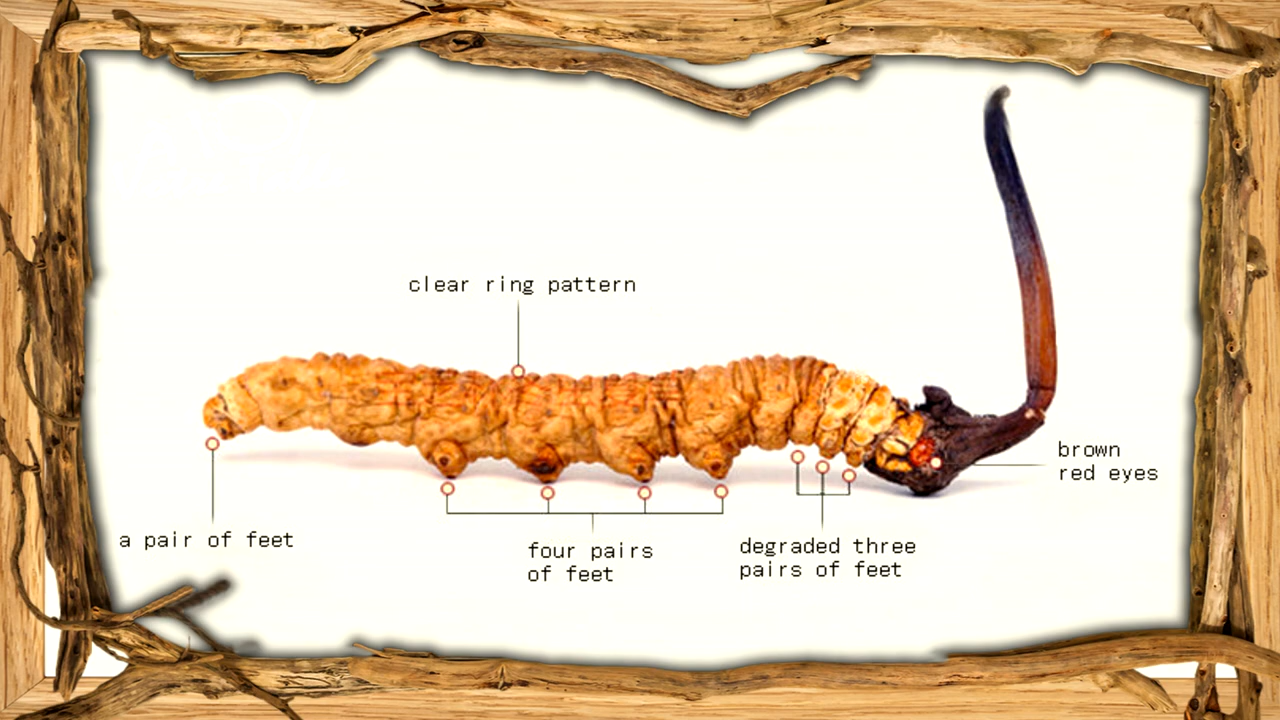 clear ring pattern
brown
red eyes
a pair of feet
four pairs
of feet
degraded three
pairs of feet